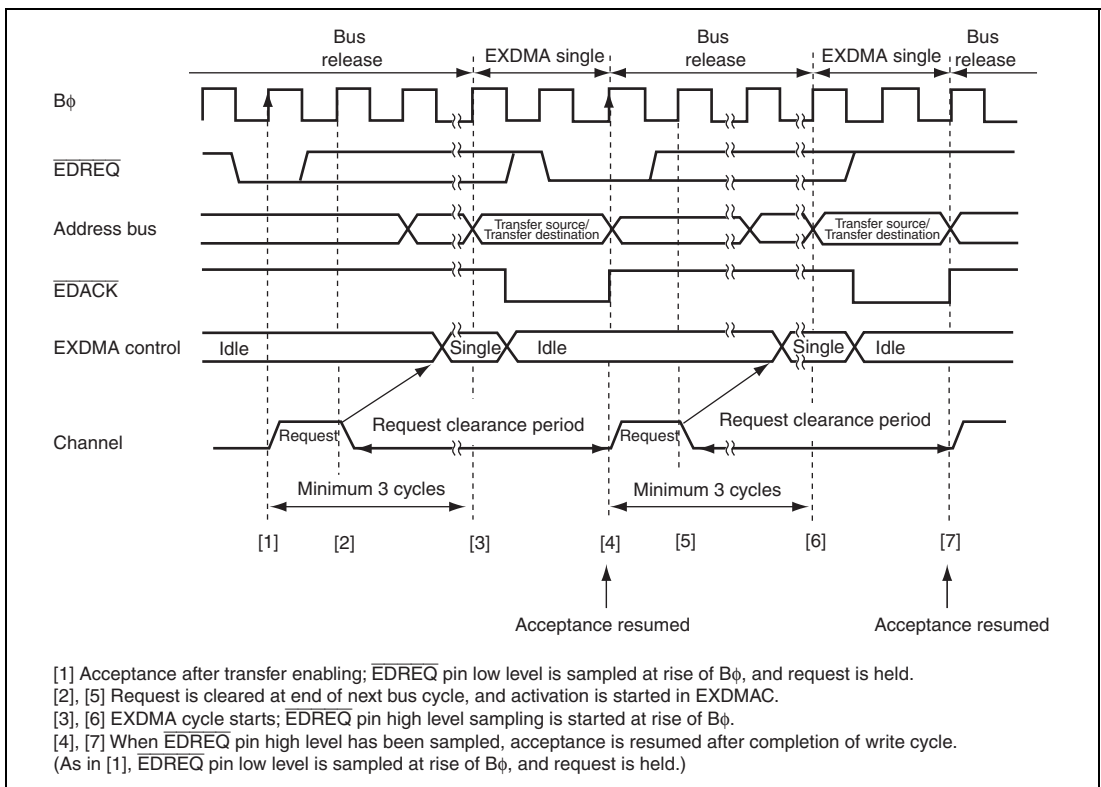 Bus release
EXDMA single
Bus release
EXDMA single
Bus release
Bφ
EDREQ
Address bus
Transfer source/
Transfer destination
Transfer source/
Transfer destination
EDACK
EXDMA control
Idle
Single
Idle
Single
Idle
Channel
Request
Request clearance period
Request
Request clearance period
Minimum 3 cycles
Minimum 3 cycles
[1]
[2]
[3]
[4]
[5]
[6]
[7]
Acceptance resumed
Acceptance resumed
[1] Acceptance after transfer enabling; EDREQ pin low level is sampled at rise of Bφ, and request is held.
[2], [5] Request is cleared at end of next bus cycle, and activation is started in EXDMAC.
[3], [6] EXDMA cycle starts; EDREQ pin high level sampling is started at rise of Bφ.
[4], [7] When EDREQ pin high level has been sampled, acceptance is resumed after completion of write cycle.
(As in [1], EDREQ pin low level is sampled at rise of Bφ, and request is held.)